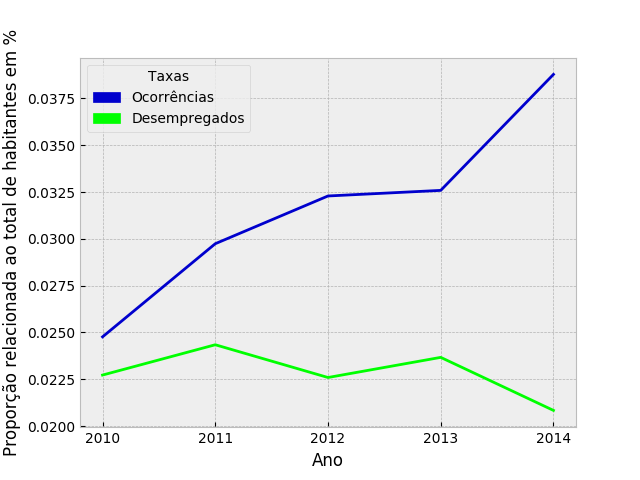 Proporção relacionada ao total de habitantes em %
Taxas
Ocorrências
Desempregados
0.0375
0.0350
0.0325
0.0300
0.0275
0.0250
0.0225
0.0200
2010 2011 2012 2013 2014
Ano